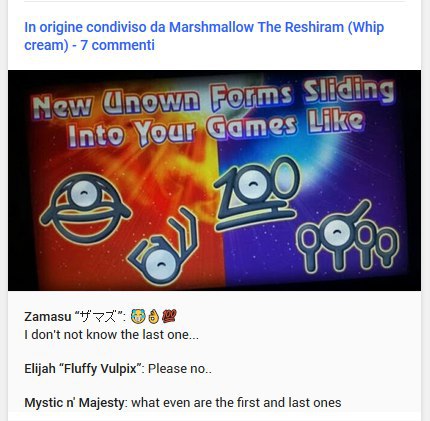 In origine condiviso da Marshmallow The Reshiram (Whip
cream) - 7 commenti
New Unown Forms Sliding
Into Your Games Like
100
Zamasu “ザマズ”: 😂👌💯
I don't not know the last one...
Elijah “Fluffy Vulpix”: Please no..
Mystic n' Majesty: what even are the first and last ones